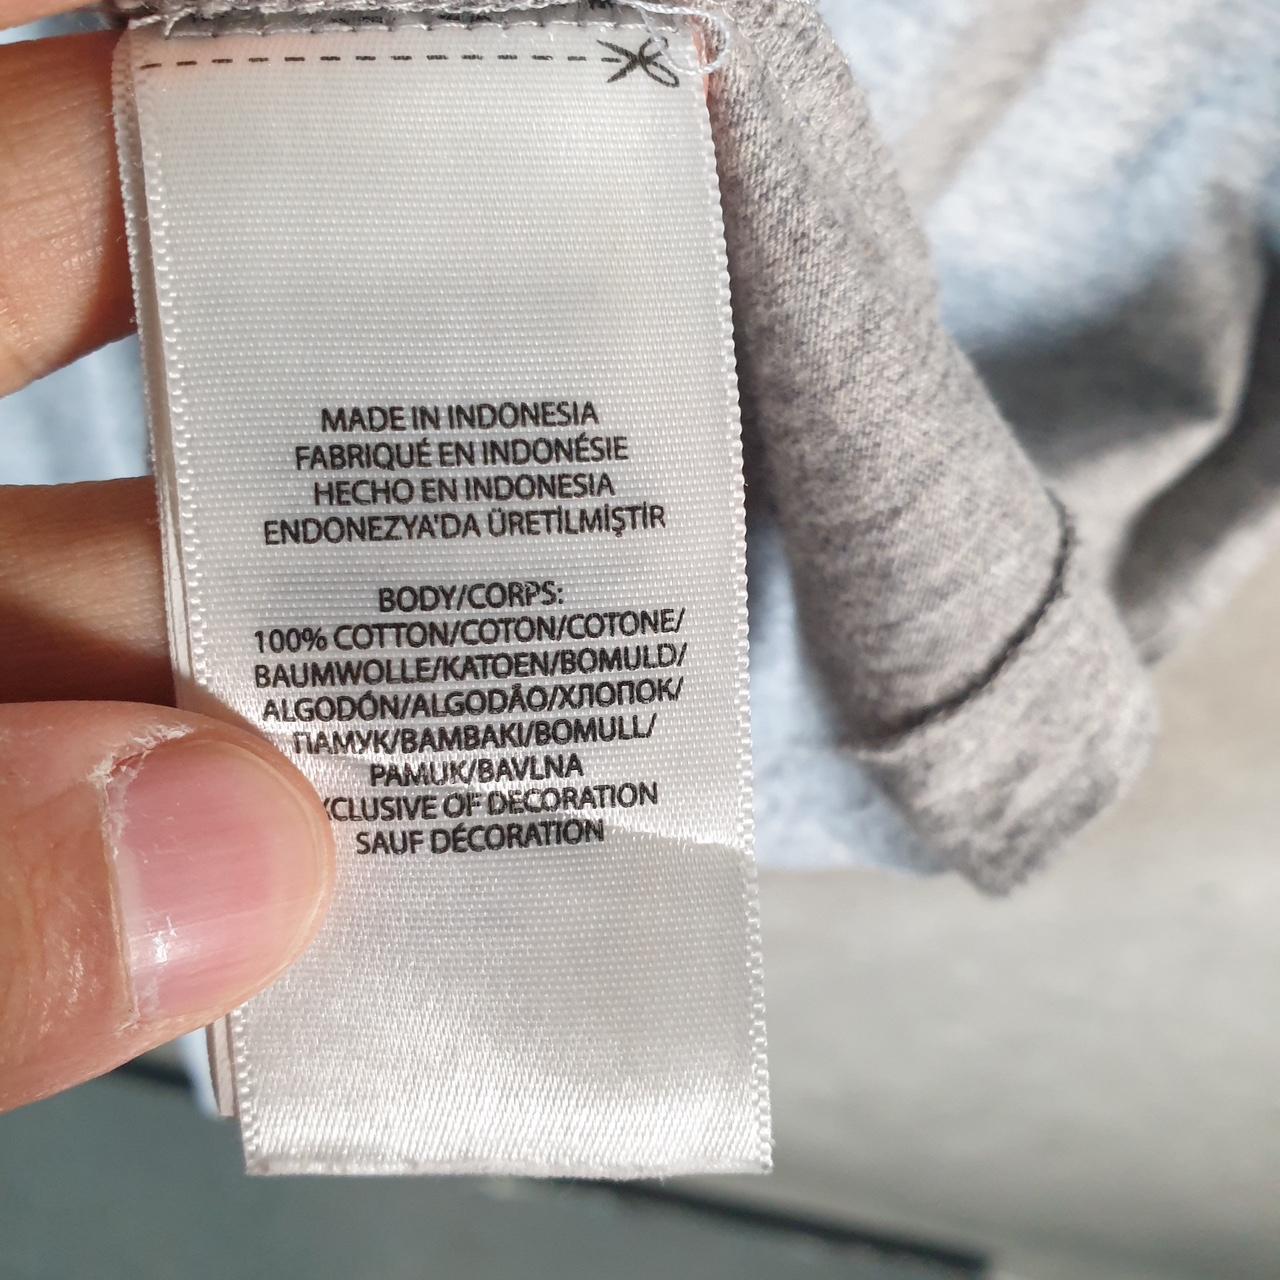 MADE IN INDONESIA
FABRIQUÉ EN INDONÉSIE
HECHO EN INDONESIA
ENDONEZYA'DA ÜRETİLMİŞTİR
BODY/CORPS:
100% COTTON/COTON/COTONE/
BAUMWOLLE/KATOEN/BOMULD/
ALGODÓN/ALGODÃO/ХЛОПОК/
ПАМУК/BAMBAKI/BOMULL/
PAMUK/BAVLNA
XCLUSIVE OF DECORATION
SAUF DÉCORATION